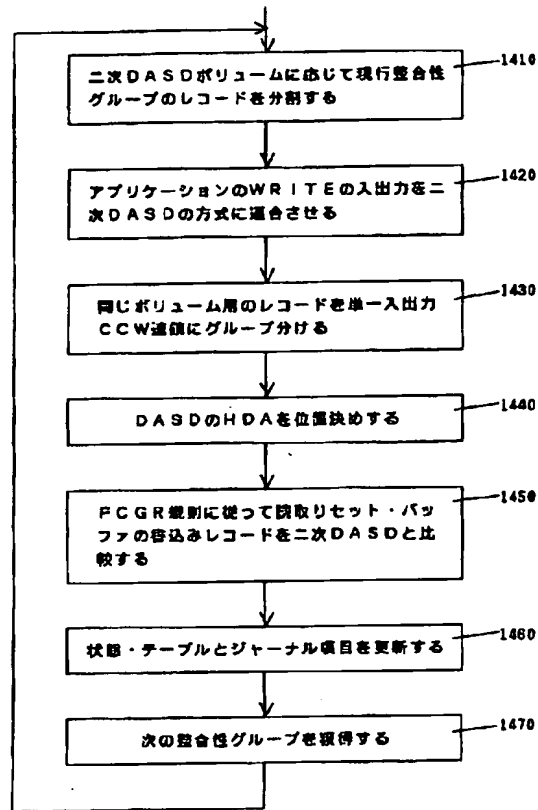 1410
二次DASDボリュームに応じて現行整合性
グループのレコードを分割する
1420
アプリケーションのWRITEの入出力を二
次DASDの方式に適合させる
1430
同じボリューム用のレコードを単一入出力
CCW連鎖にグループ分けする
1440
DASDのHDAを位置決めする
1450
FCGR規則に従って読取りセット・バッ
ファの書込みレコードを二次DASDと比
較する
1460
状態・テーブルとジャーナル項目を更新する
1470
次の整合性グループを獲得する